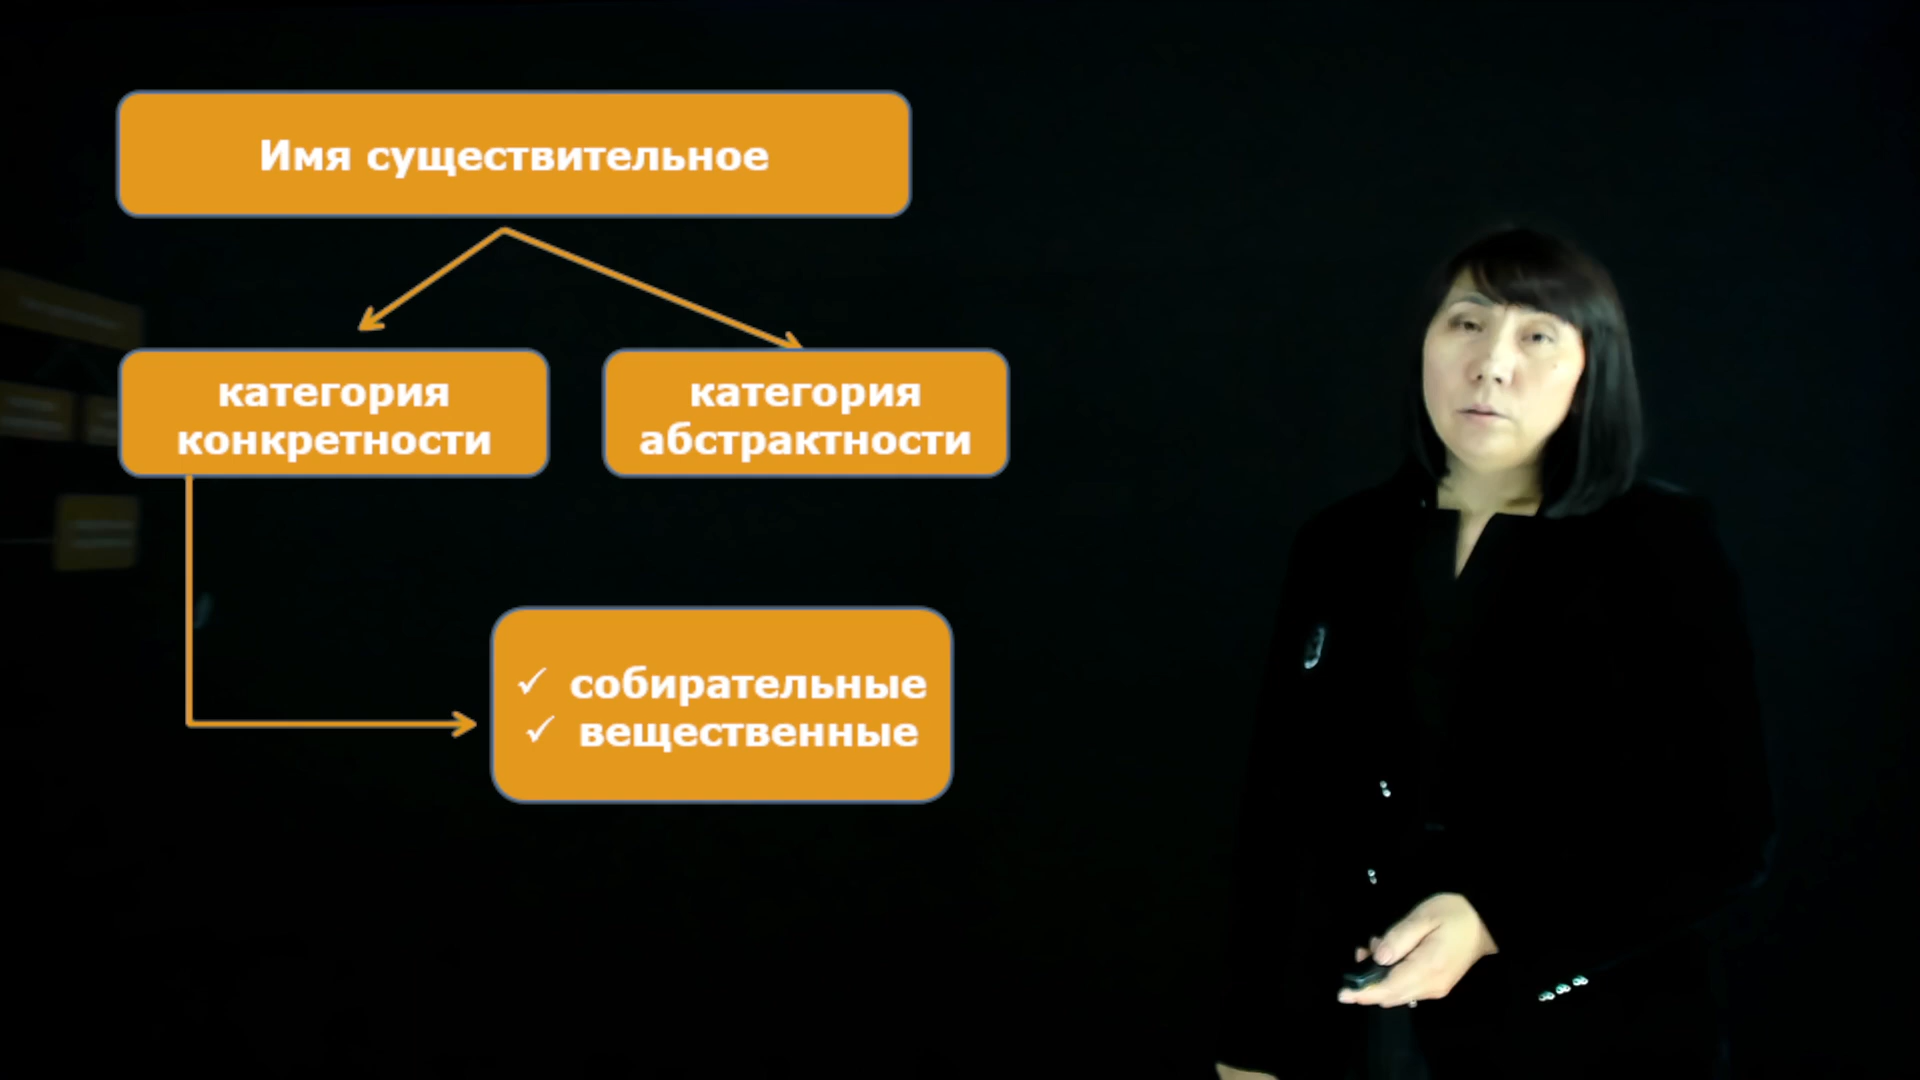 Имя существительное
категория
конкретности
категория
абстрактности
✓ собирательные
✓ вещественные